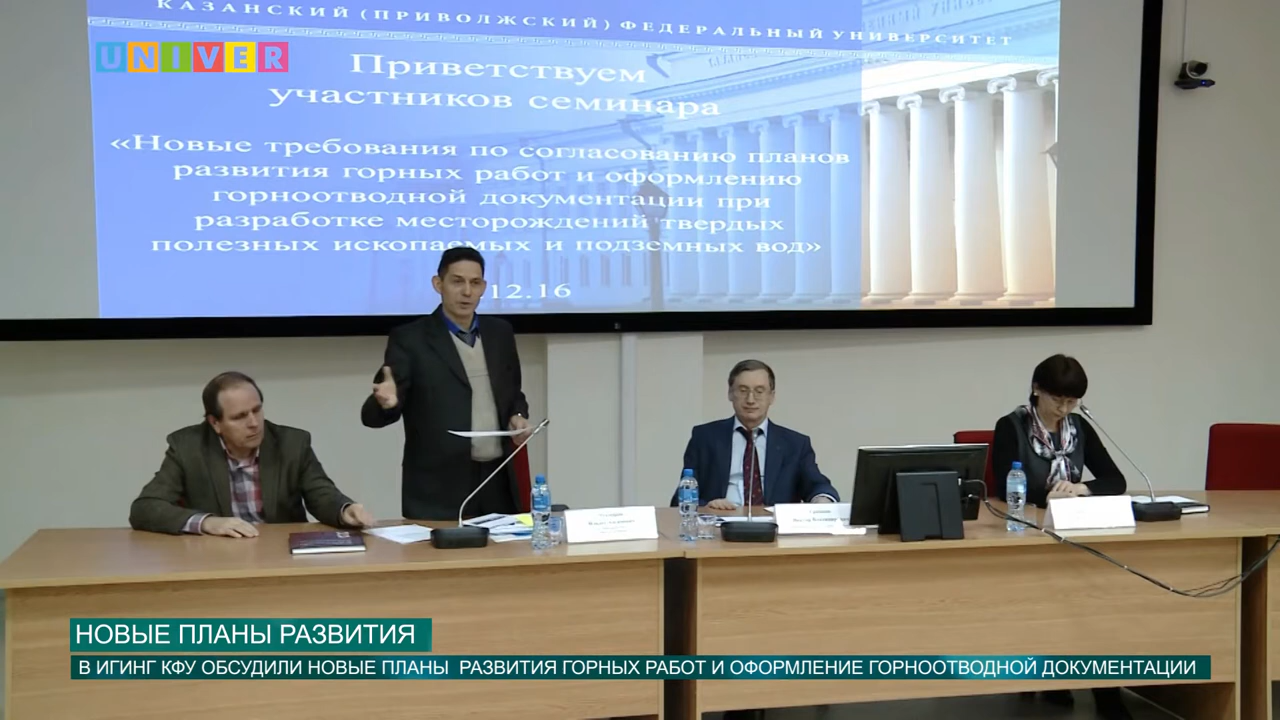 КАЗАНСКИЙ (ПРИВОЛЖСКИЙ) ФЕДЕРАЛЬНЫЙ УНИВЕРСИТЕТ
UNIVER
Приветствуем
участников семинара
«Новые требования по согласованию планов
развития горных работ и оформлению
горноотводной документации при
разработке месторождений твердых
полезных ископаемых и подземных вод»
12.16
НОВЫЕ ПЛАНЫ РАЗВИТИЯ
В ИГИНГ КФУ ОБСУДИЛИ НОВЫЕ ПЛАНЫ РАЗВИТИЯ ГОРНЫХ РАБОТ И ОФОРМЛЕНИЕ ГОРНООТВОДНОЙ ДОКУМЕНТАЦИИ